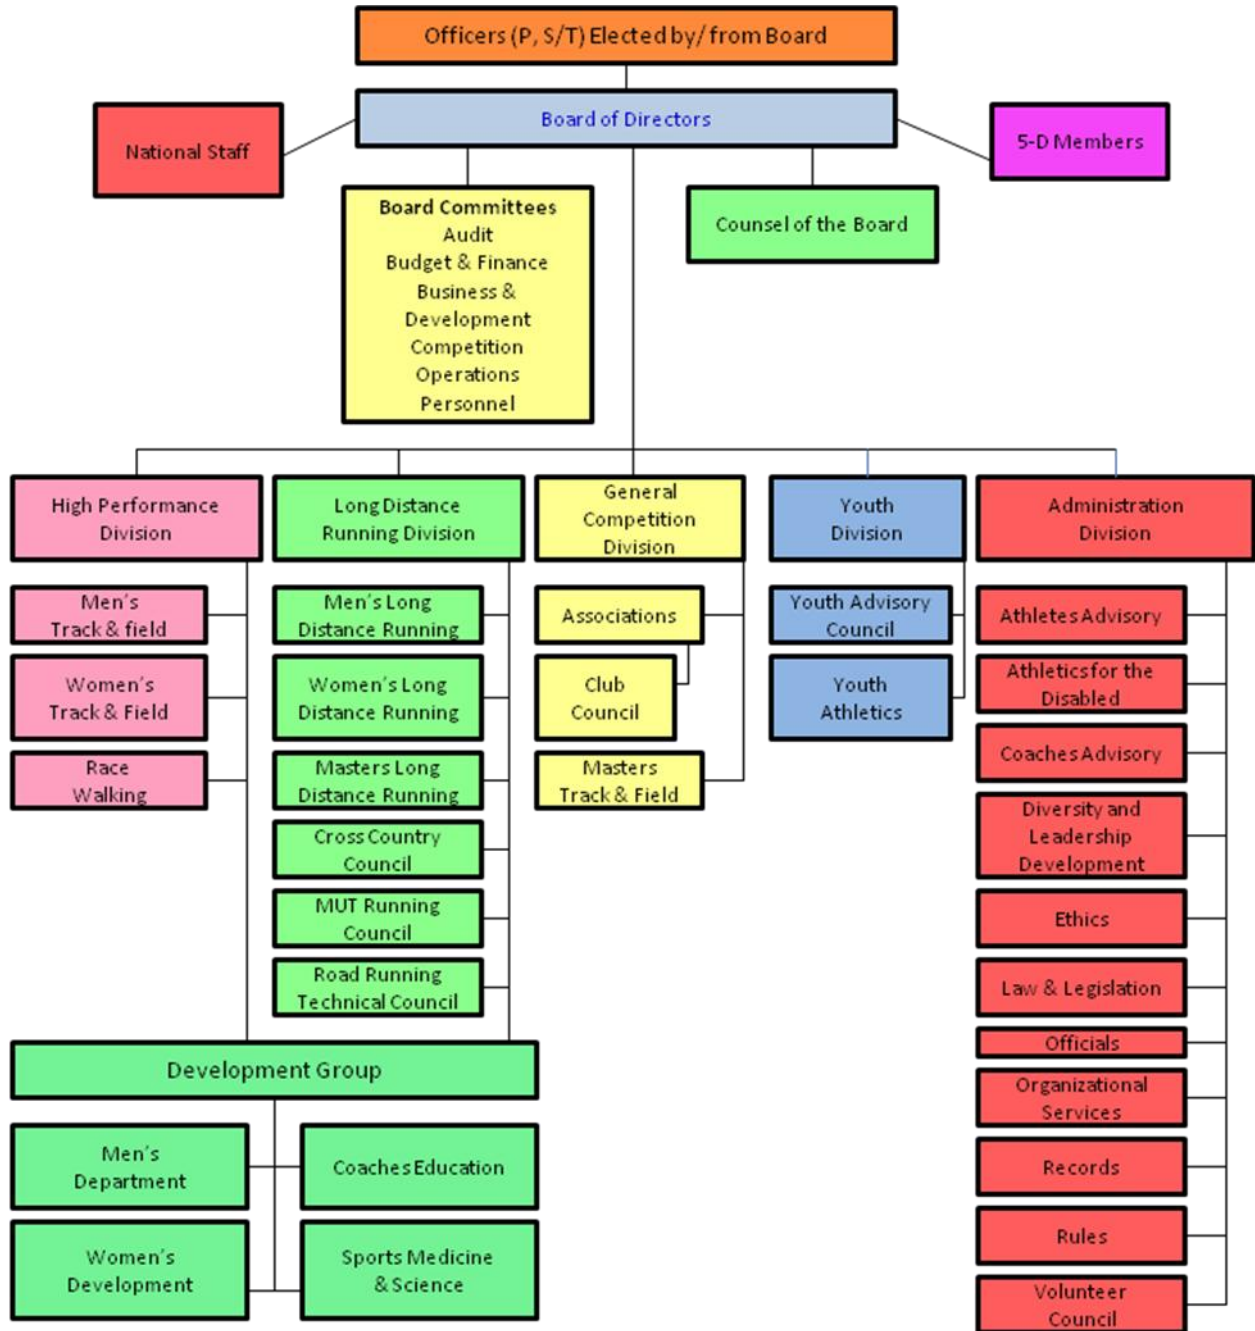 Officers (P, S/T) Elected by/ from Board
Board of Directors
National Staff
5-D Members
Board Committees
Audit
Budget & Finance
Business &
Development
Competition
Operations
Personnel
Counsel of the Board
High Performance
Division
Men's
Track & field
Women's
Track & Field
Race
Walking
Long Distance
Running Division
Men's Long
Distance Running
Women's Long
Distance Running
Masters Long
Distance Running
Cross Country
Council
MUT Running
Council
Road Running
Technical Council
General
Competition
Division
Associations
Club
Council
Masters
Track & Field
Youth
Division
Youth Advisory
Council
Youth
Athletics
Administration
Division
Athletes Advisory
Athletics for the
Disabled
Coaches Advisory
Diversity and
Leadership
Development
Ethics
Law & Legislation
Officials
Organizational
Services
Records
Rules
Volunteer
Council
Development Group
Men's
Department
Coaches Education
Women's
Development
Sports Medicine
& Science